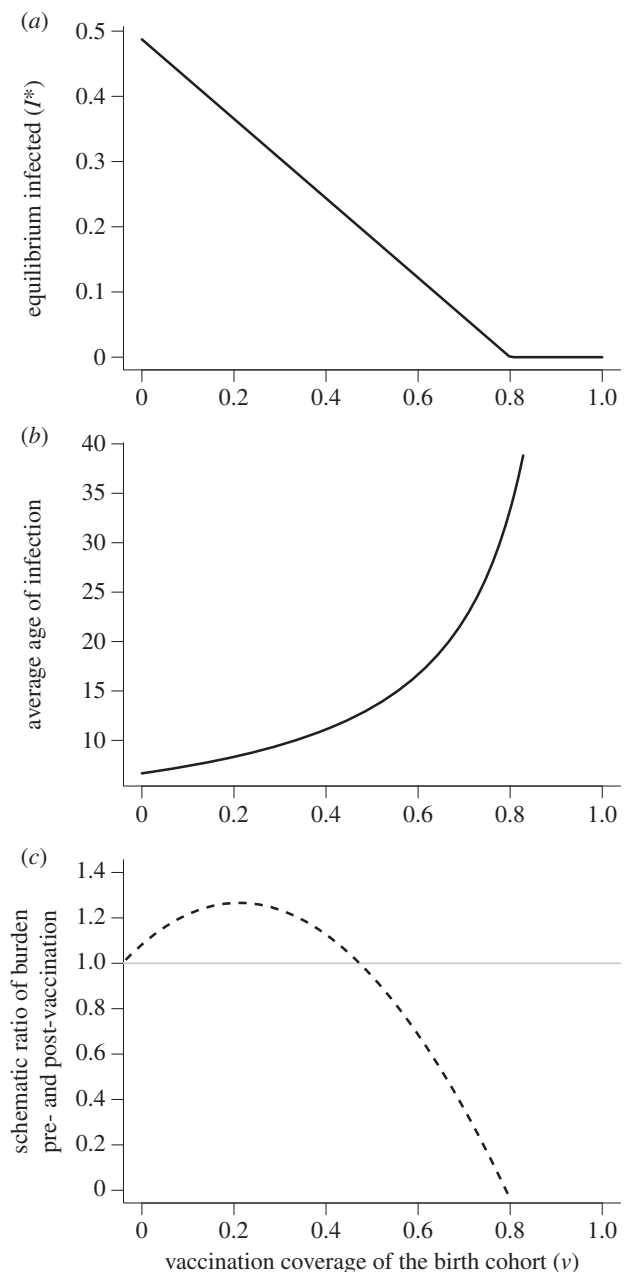 (a)
0.5
0.4
0.3
0.2
0.1
0
equilibrium infected (I*)
0 0.2 0.4 0.6 0.8 1.0
(b)
40
35
30
25
20
15
10
average age of infection
0 0.2 0.4 0.6 0.8 1.0
(c)
1.4
1.2
1.0
0.8
0.6
0.4
0.2
0
schematic ratio of burden
pre- and post-vaccination
0 0.2 0.4 0.6 0.8 1.0
vaccination coverage of the birth cohort (v)